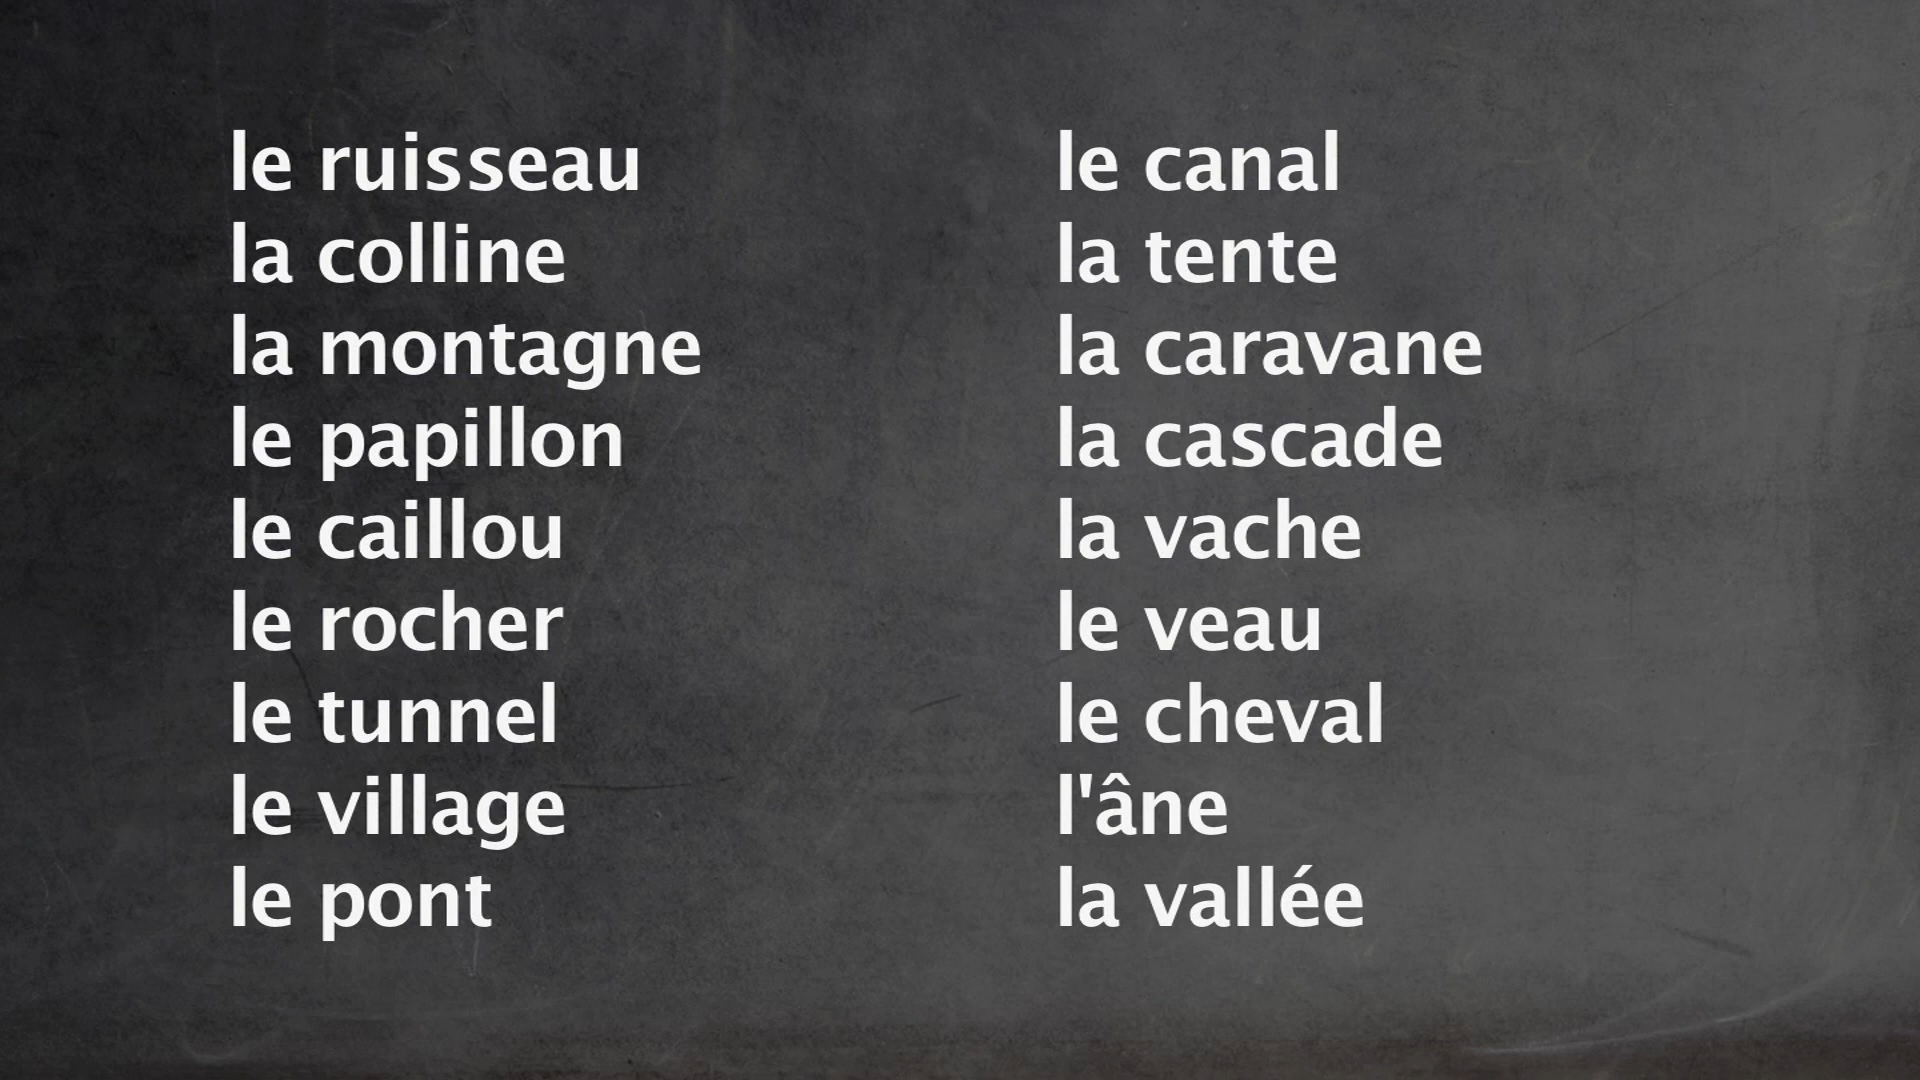 le ruisseau
la colline
la montagne
le papillon
le caillou
le rocher
le tunnel
le village
le pont
le canal
la tente
la caravane
la cascade
la vache
le veau
le cheval
l'âne
la vallée